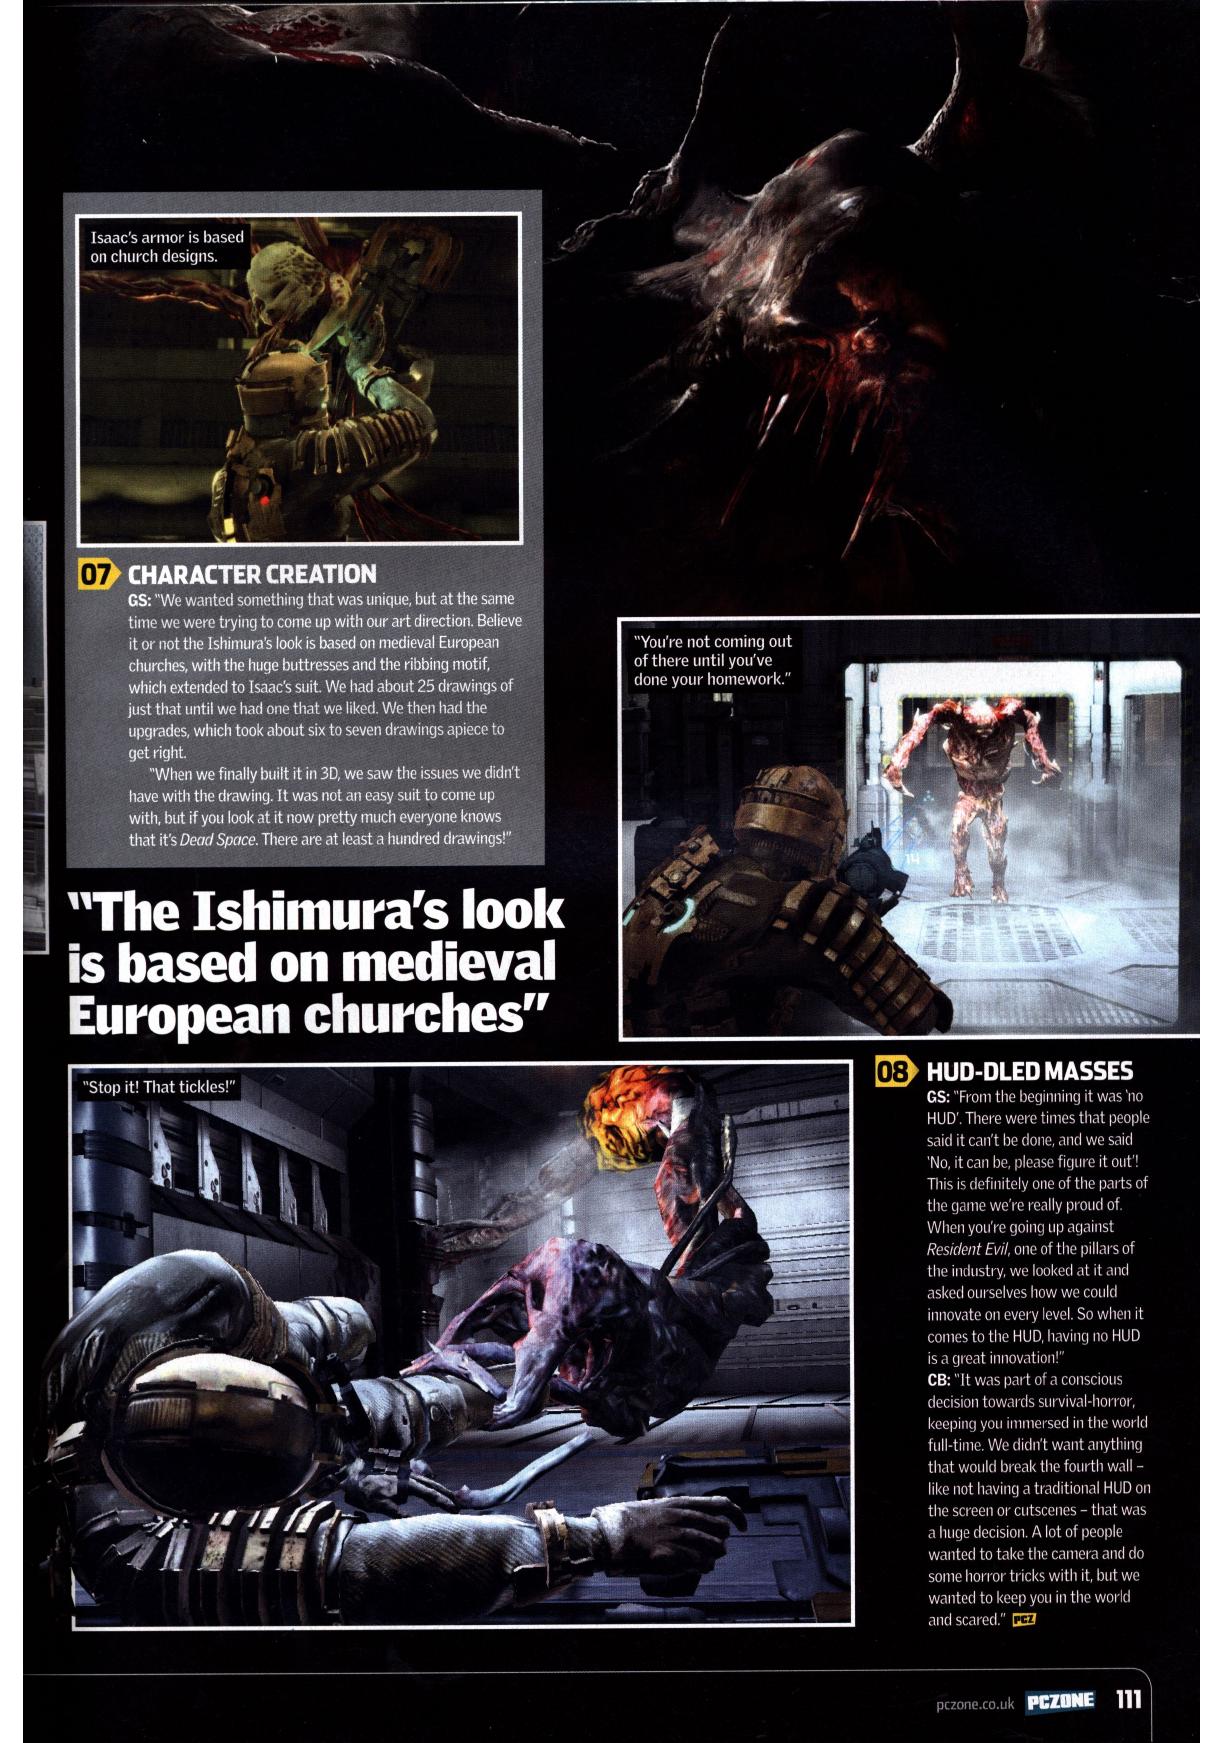 Isaac's armor is based
on church designs.
07 CHARACTER CREATION
GS: "We wanted something that was unique, but at the same
time we were trying to come up with our art direction. Believe
it or not the Ishimura's look is based on medieval European
churches, with the huge buttresses and the ribbing motif,
which extended to Isaac's suit. We had about 25 drawings of
just that until we had one that we liked. We then had the
upgrades, which took about six to seven drawings apiece to
get right.
"When we finally built it in 3D, we saw the issues we didn't
have with the drawing. It was not an easy suit to come up
with, but if you look at it now pretty much everyone knows
that it's Dead Space. There are at least a hundred drawings!"
"The Ishimura's look
is based on medieval
European churches"
"You're not coming out
of there until you've
done your homework."
14
"Stop it! That tickles!"
08 HUD-DLED MASSES
GS: "From the beginning it was 'no
HUD'. There were times that people
said it can't be done, and we said
'No, it can be, please figure it out'!
This is definitely one of the parts of
the game we're really proud of.
When you're going up against
Resident Evil, one of the pillars of
the industry, we looked at it and
asked ourselves how we could
innovate on every level. So when it
comes to the HUD, having no HUD
is a great innovation!"
CB: "It was part of a conscious
decision towards survival-horror,
keeping you immersed in the world
full-time. We didn't want anything
that would break the fourth wall –
like not having a traditional HUD on
the screen or cutscenes – that was
a huge decision. A lot of people
wanted to take the camera and do
some horror tricks with it, but we
wanted to keep you in the world
and scared." PCZ
pczone.co.uk PCZONE 111